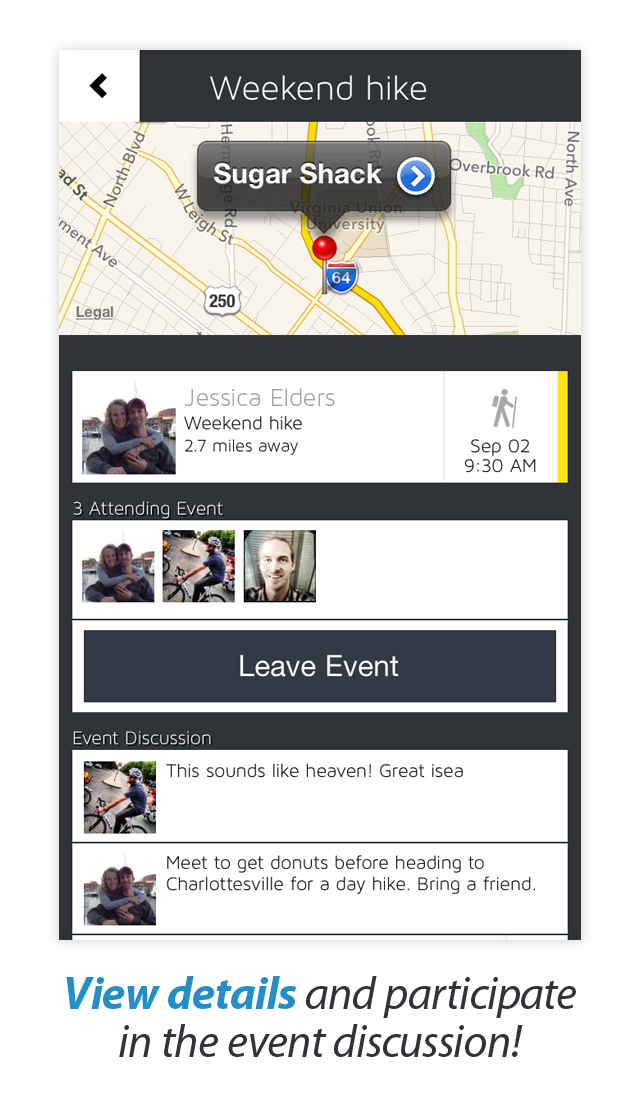 Weekend hike
North Blvd
Hermitage Rd
ook Rd
Overbrook Rd
North Ave
Sugar Shack
ad St
W Leigh St
Virginia Union
University
ment Ave
64
250
Legal
Jessica Elders
Weekend hike
2.7 miles away
Sep 02
9:30 AM
3 Attending Event
Leave Event
Event Discussion
This sounds like heaven! Great isea
Meet to get donuts before heading to
Charlottesville for a day hike. Bring a friend.
View details and participate
in the event discussion!